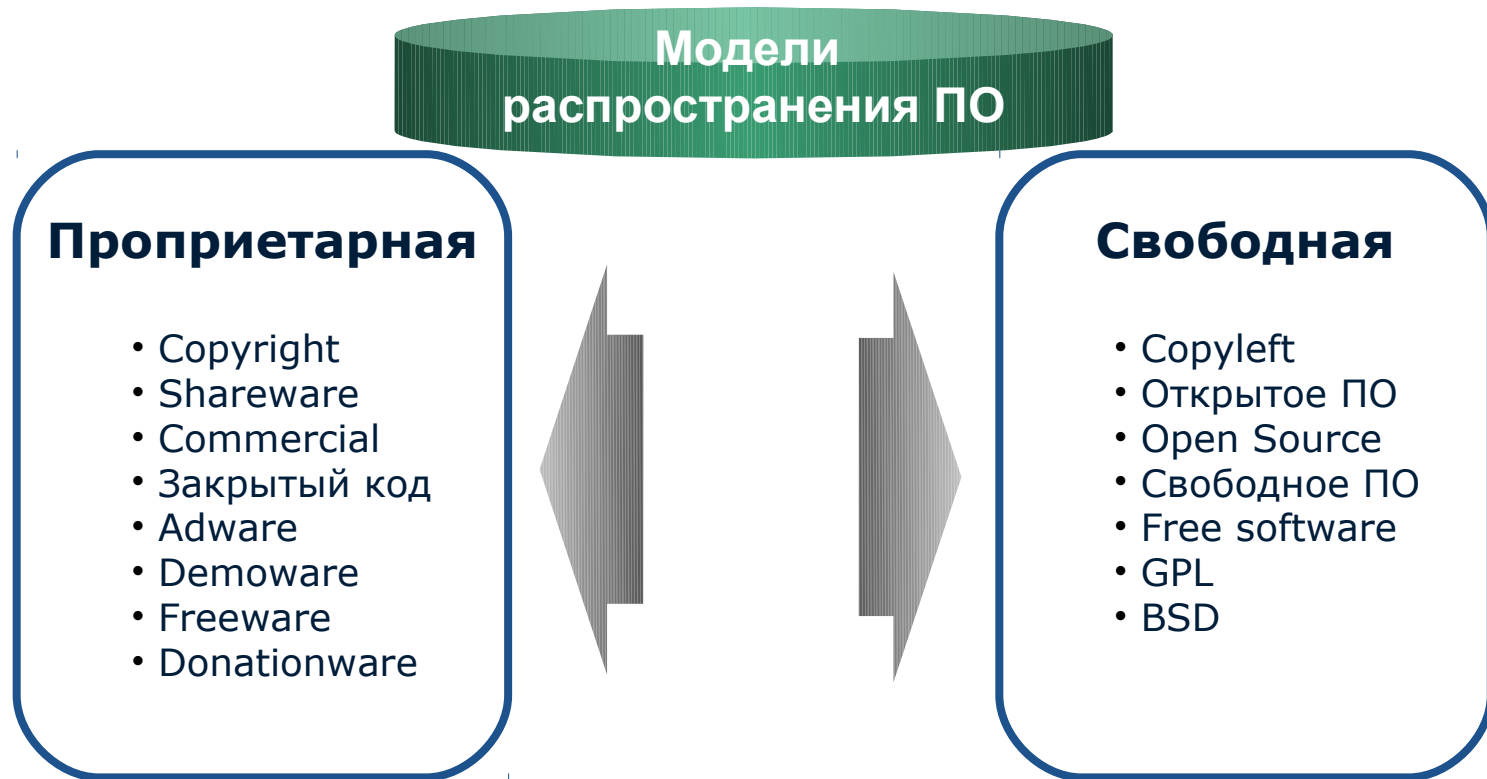 Модели
распространения ПО
Проприетарная
• Copyright
• Shareware
• Commercial
• Закрытый код
• Adware
• Demoware
• Freeware
• Donationware
Свободная
• Copyleft
• Открытое ПО
• Open Source
• Свободное ПО
• Free software
• GPL
• BSD